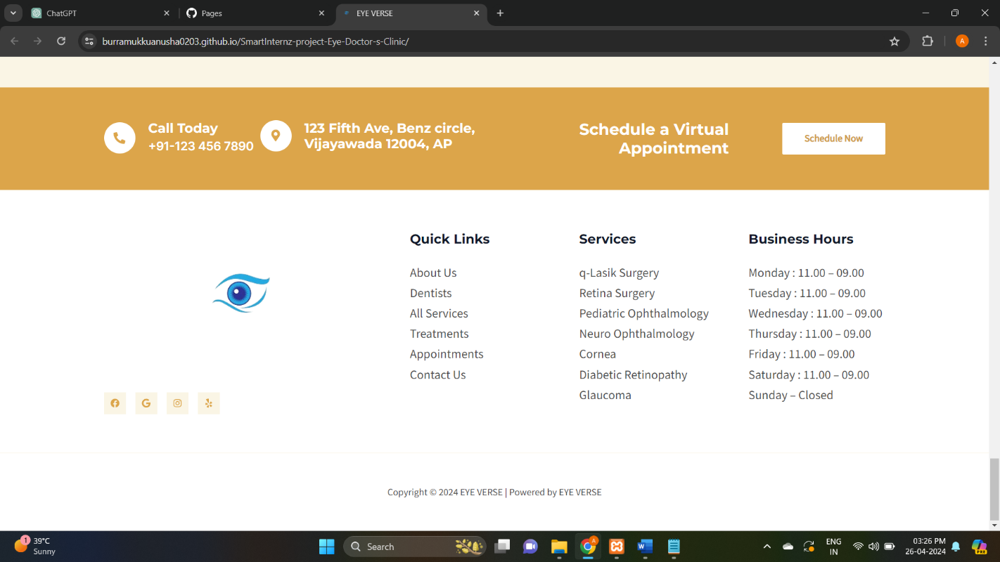 ChatGPT
Pages
EYE VERSE
burramukkuanusha0203.github.io/SmartInternz-project-Eye-Doctor-s-Clinic/
A
Call Today
+91-123 456 7890
123 Fifth Ave, Benz circle,
Vijayawada 12004, AP
Schedule a Virtual
Appointment
Schedule Now
Quick Links
About Us
Dentists
All Services
Treatments
Appointments
Contact Us
Services
q-Lasik Surgery
Retina Surgery
Pediatric Ophthalmology
Neuro Ophthalmology
Cornea
Diabetic Retinopathy
Glaucoma
Business Hours
Monday : 11.00 – 09.00
Tuesday : 11.00 – 09.00
Wednesday : 11.00 – 09.00
Thursday : 11.00 – 09.00
Friday : 11.00 – 09.00
Saturday : 11.00 – 09.00
Sunday – Closed
Copyright © 2024 EYE VERSE | Powered by EYE VERSE
1
39°C
Sunny
Search
A
W
ENG
IN
03:26 PM
26-04-2024
PRE